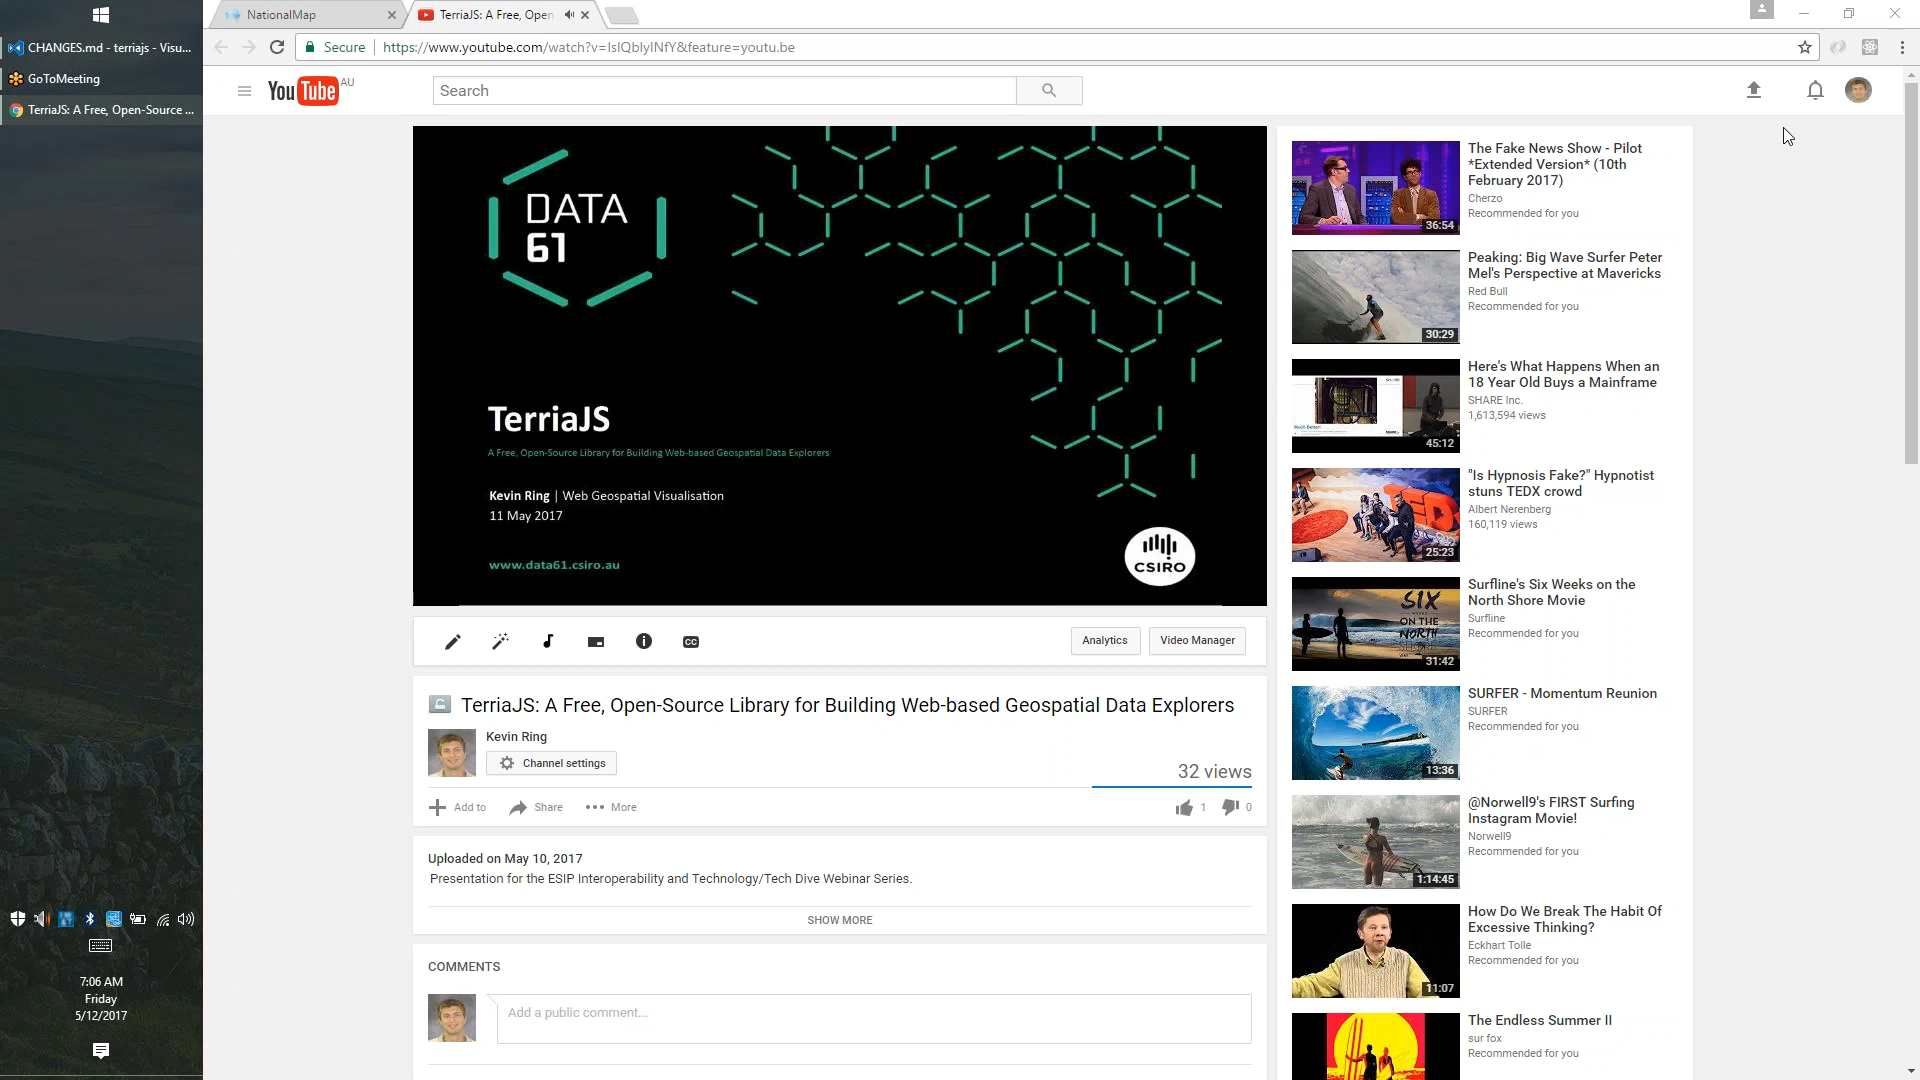 CHANGES.md - terriajs - Visu...
GoToMeeting
TerriaJS: A Free, Open-Source ...
7:06 AM
Friday
5/12/2017
NationalMap
TerriaJS: A Free, Open
Secure
https://www.youtube.com/watch?v=IsIQblyINfY&feature=youtu.be
YouTube AU
Search
DATA
61
TerriaJS
A Free, Open-Source Library for Building Web-based Geospatial Data Explorers
Kevin Ring | Web Geospatial Visualisation
11 May 2017
www.data61.csiro.au
CSIRO
CC
Analytics
Video Manager
TerriaJS: A Free, Open-Source Library for Building Web-based Geospatial Data Explorers
Kevin Ring
Channel settings
32 views
Add to
Share
More
1
0
Uploaded on May 10, 2017
Presentation for the ESIP Interoperability and Technology/Tech Dive Webinar Series.
SHOW MORE
COMMENTS
Add a public comment...
36:54
The Fake News Show - Pilot
*Extended Version* (10th
February 2017)
Cherzo
Recommended for you
30:29
Peaking: Big Wave Surfer Peter
Mel's Perspective at Mavericks
Red Bull
Recommended for you
45:12
Here's What Happens When an
18 Year Old Buys a Mainframe
SHARE Inc.
1,613,594 views
TED
25:23
"Is Hypnosis Fake?" Hypnotist
stuns TEDX crowd
Albert Nerenberg
160,119 views
SIX
WEEKS
ON THE
NORTH
SHORE
31:42
Surfline's Six Weeks on the
North Shore Movie
Surfline
Recommended for you
13:36
SURFER - Momentum Reunion
SURFER
Recommended for you
1:14:45
@Norwell9's FIRST Surfing
Instagram Movie!
Norwell9
Recommended for you
11:07
How Do We Break The Habit Of
Excessive Thinking?
Eckhart Tolle
Recommended for you
The Endless Summer II
sur fox
Recommended for you